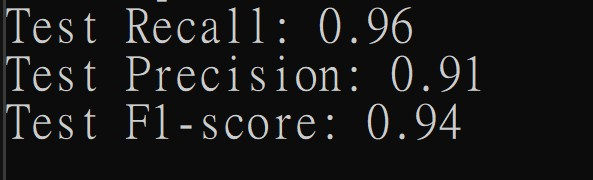 Test Recall: 0.96
Test Precision: 0.91
Test F1-score: 0.94